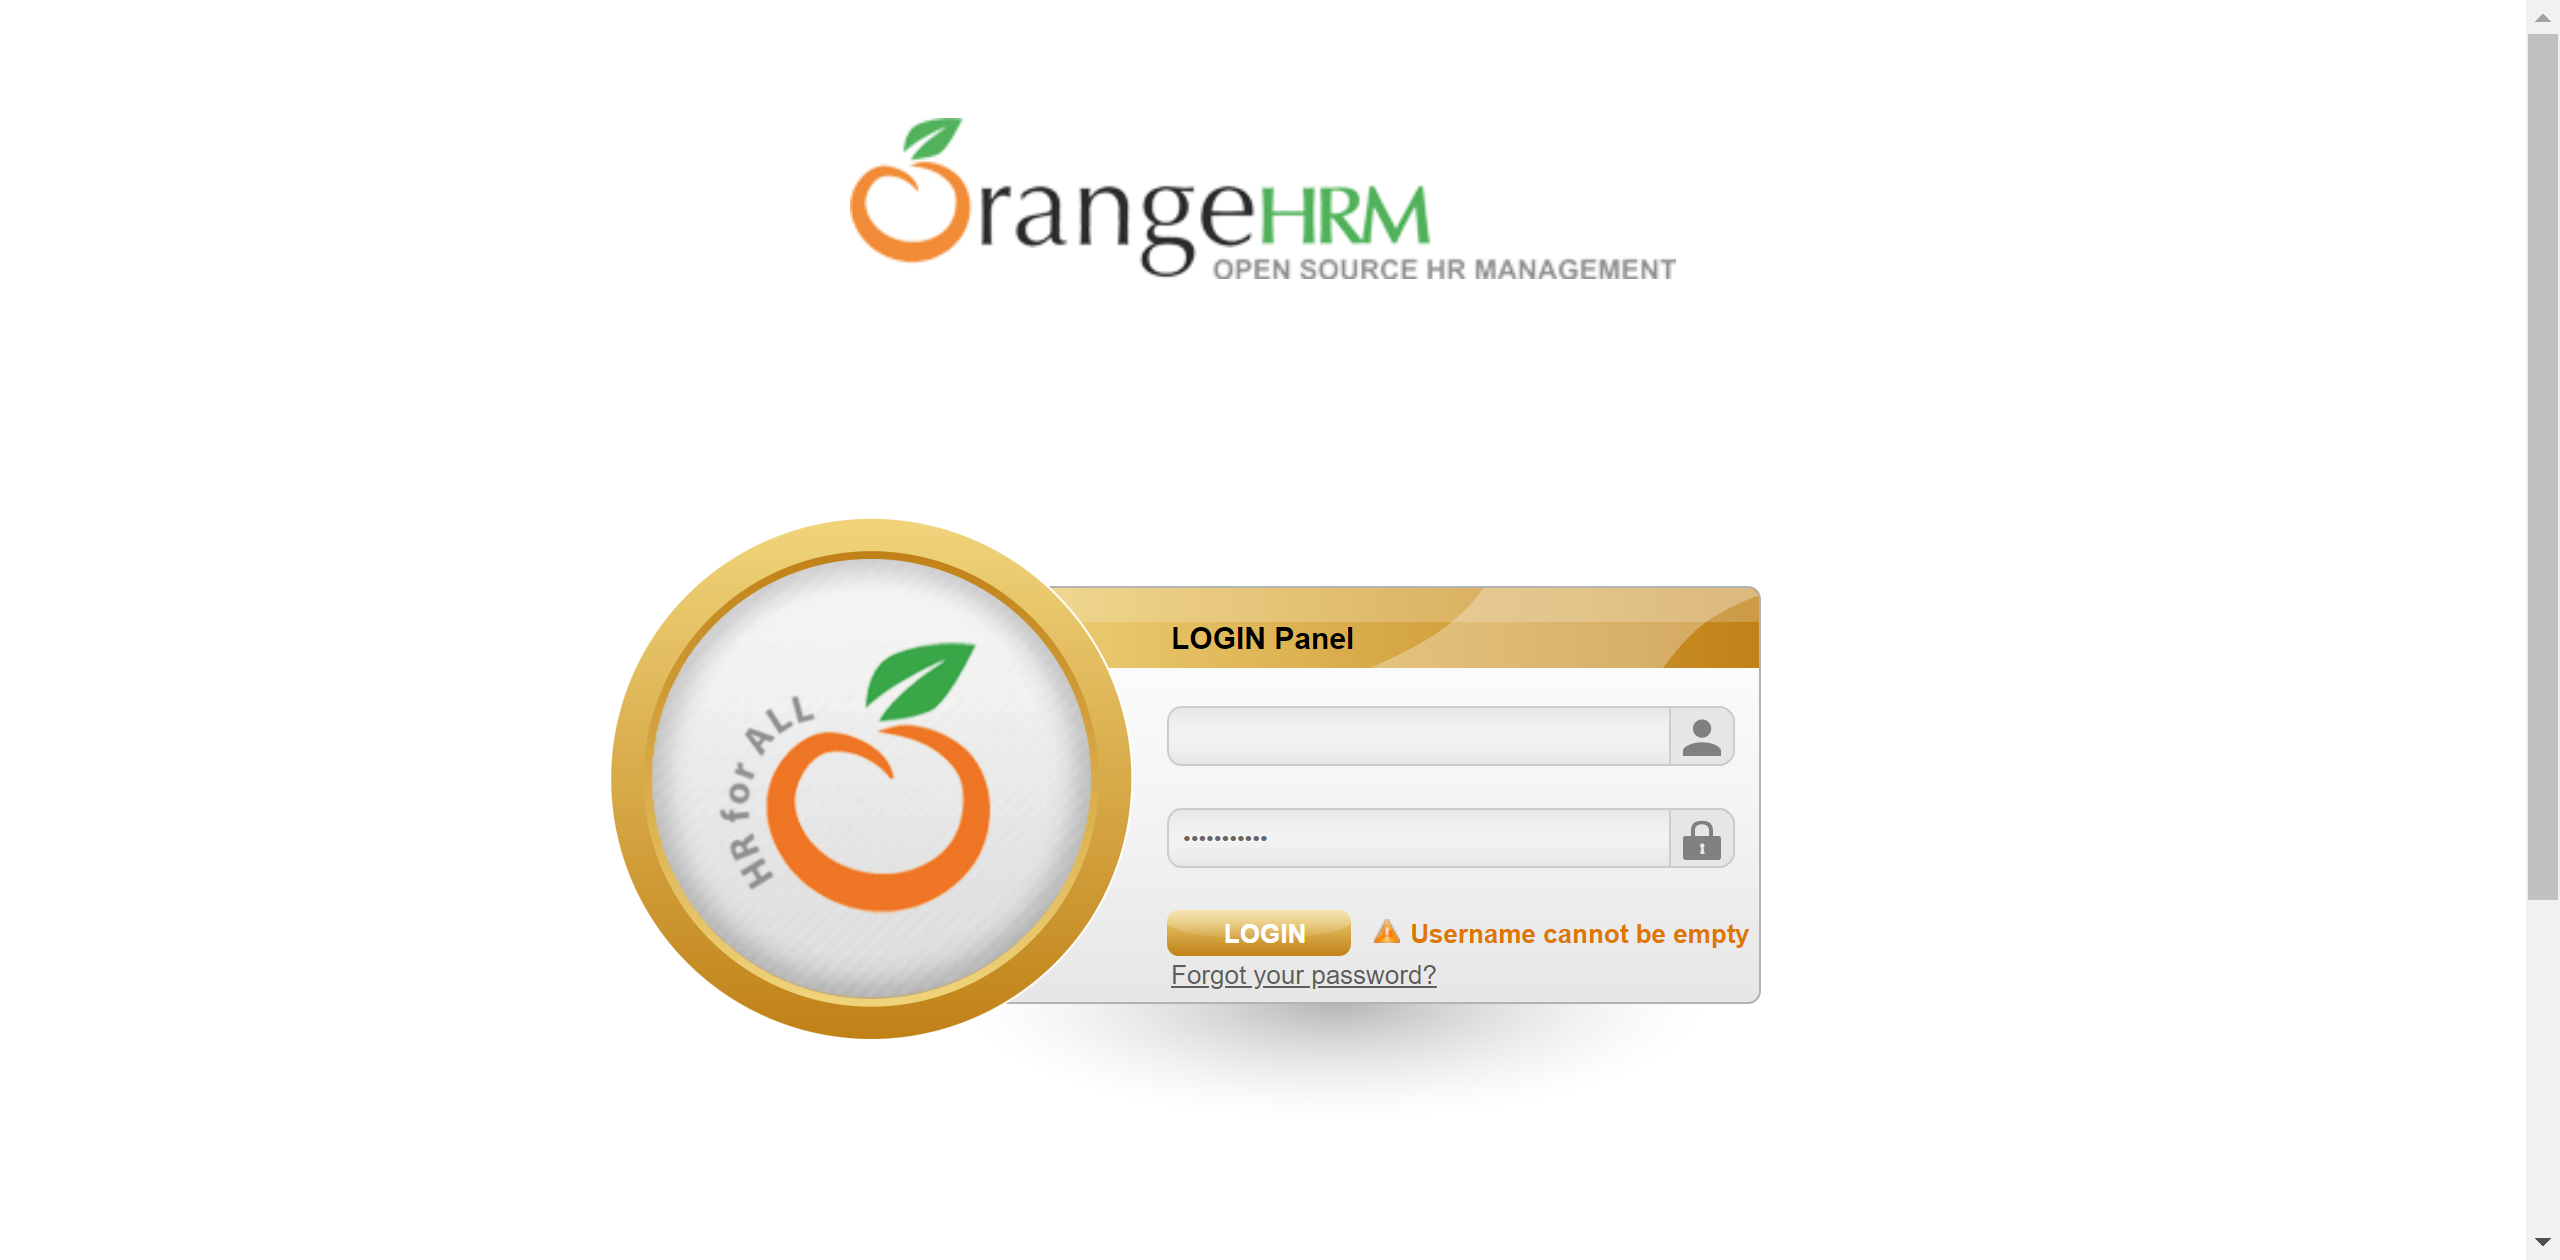 OrangeHRM
OPEN SOURCE HR MANAGEMENT
HR for ALL
LOGIN Panel
•••••••••••
LOGIN
Username cannot be empty
Forgot your password?